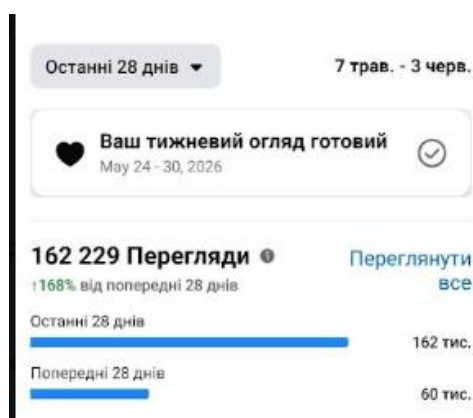 Останні 28 днів
7 трав. - 3 черв.
Ваш тижневий огляд готовий
May 24 - 30, 2026
162 229 Перегляди
Переглянути
все
↑168% від попередні 28 днів
Останні 28 днів
162 тис.
Попередні 28 днів
60 тис.